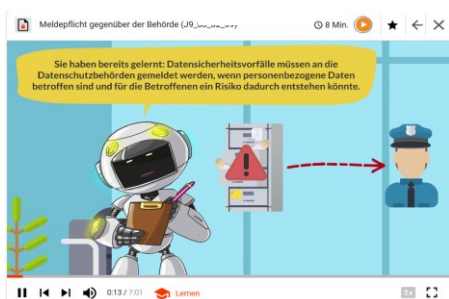 Meldepflicht gegenüber der Behörde
8 Min.
Sie haben bereits gelernt: Datensicherheitsvorfälle müssen an die
Datenschutzbehörden gemeldet werden, wenn personenbezogene Daten
betroffen sind und für die Betroffenen ein Risiko dadurch entstehen könnte.
0:13 / 7:01 Lernen